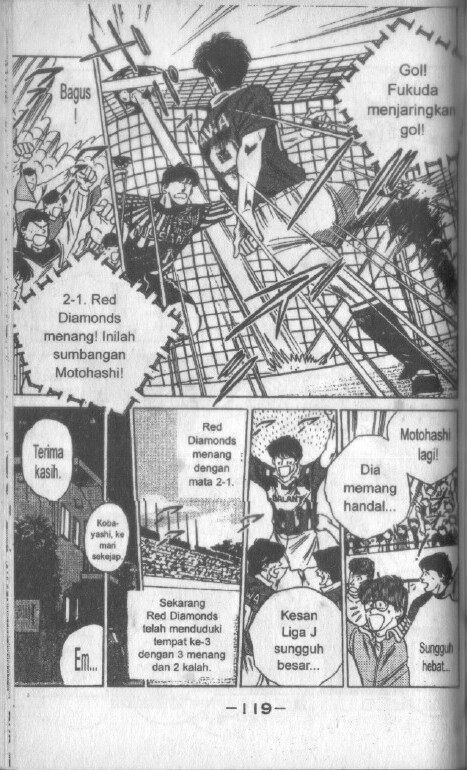 Gol!
Fukuda
menjaringkan
gol!
Bagus
!
2-1. Red
Diamonds
menang! Inilah
sumbangan
Motohashi!
Motohashi
lagi!
Dia
memang
handal...
Sungguh
hebat...
GALANT
Kesan
Liga J
sungguh
besar...
Red
Diamonds
menang
dengan
mata 2-1.
Sekarang
Red Diamonds
telah menduduki
tempat ke-3
dengan 3 menang
dan 2 kalah.
Terima
kasih.
Koba-
yashi, ke
mari
sekejap.
Em...
-119-